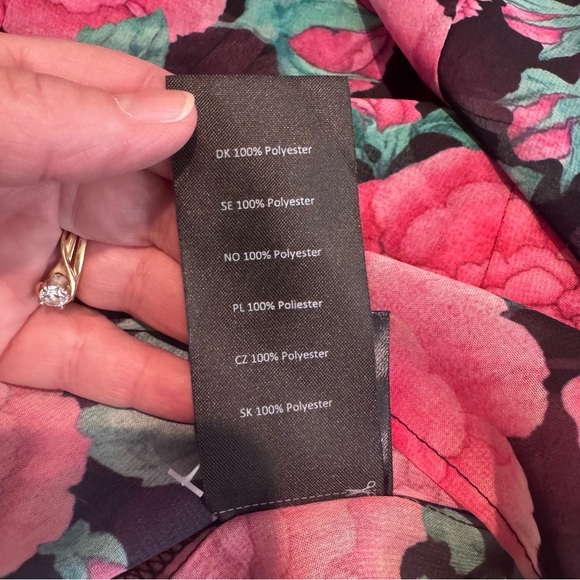 DK 100% Polyester
SE 100% Polyester
NO 100% Polyester
PL 100% Poliester
CZ 100% Polyester
SK 100% Polyester